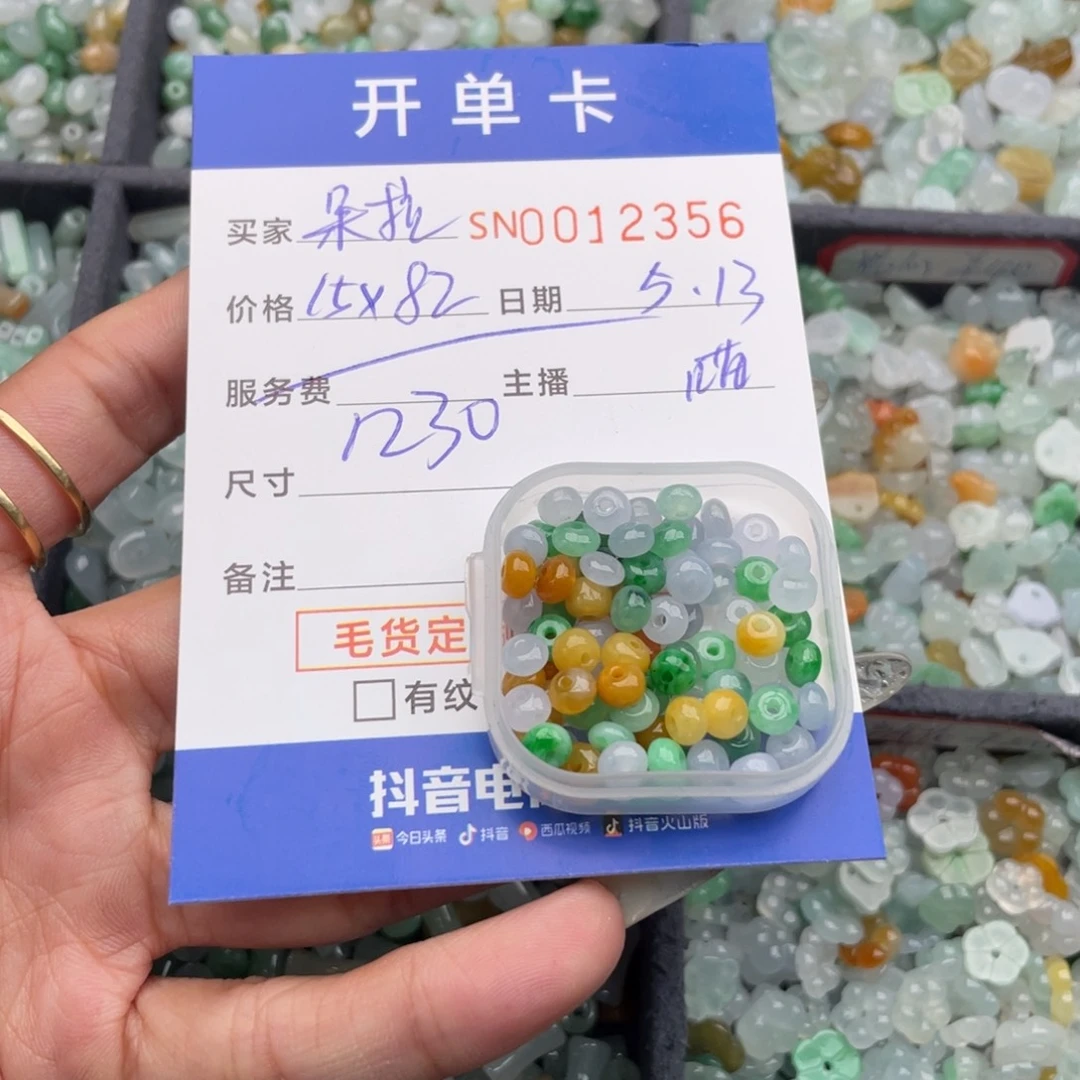 开单卡
买家 朵拉 SN0012356
价格 15x82 日期 5.13
服务费 主播 晴
1230
尺寸
备注
毛货定
有纹
抖音电
今日头条 抖音 西瓜视频 抖音火山版